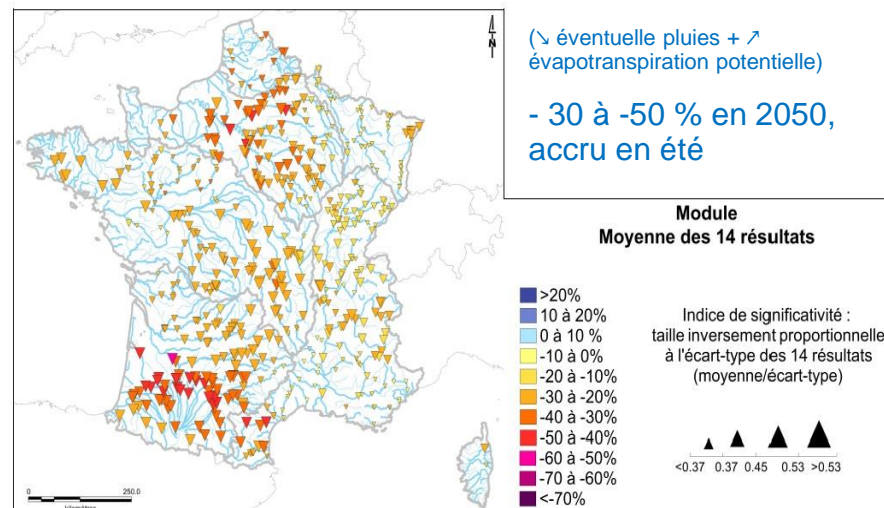 N
(↘ éventuelle pluies + ↗
évapotranspiration potentielle)
- 30 à -50 % en 2050,
accru en été
Module
Moyenne des 14 résultats
>20%
10 à 20%
0 à 10 %
-10 à 0%
-20 à -10%
-30 à -20%
-40 à -30%
-50 à -40%
-60 à -50%
-70 à -60%
<-70%
Indice de significativité :
taille inversement proportionnelle
à l'écart-type des 14 résultats
(moyenne/écart-type)
<0.37 0.37 0.45 0.53 >0.53
0 250.0
kilomètres